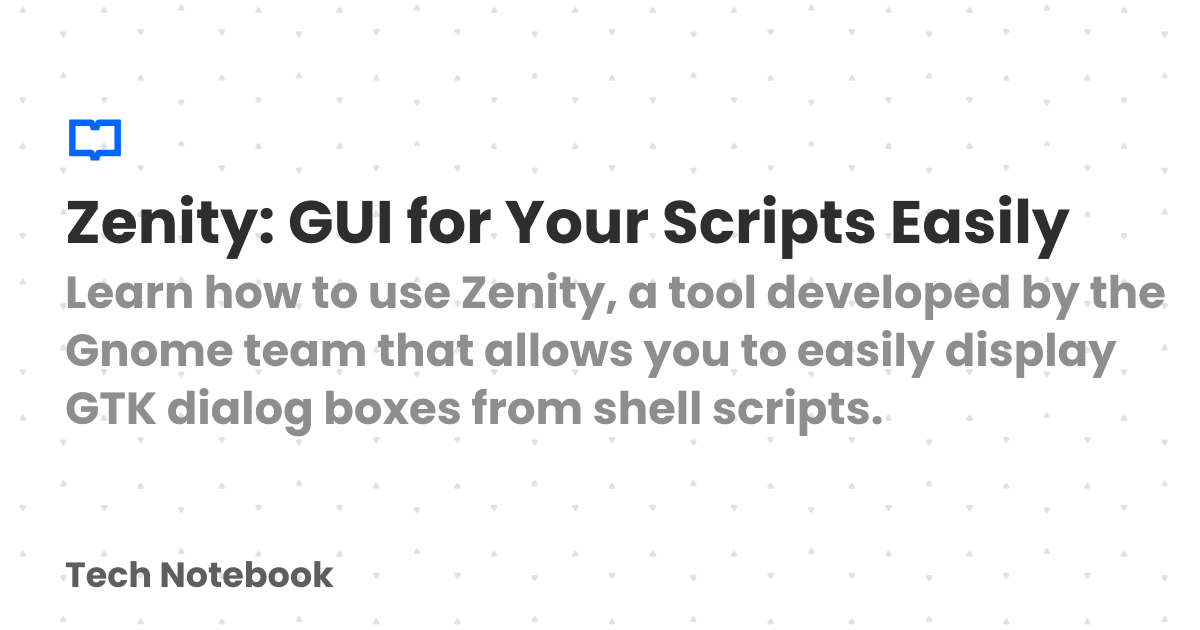 Zenity: GUI for Your Scripts Easily
Learn how to use Zenity, a tool developed by the
Gnome team that allows you to easily display
GTK dialog boxes from shell scripts.
Tech Notebook